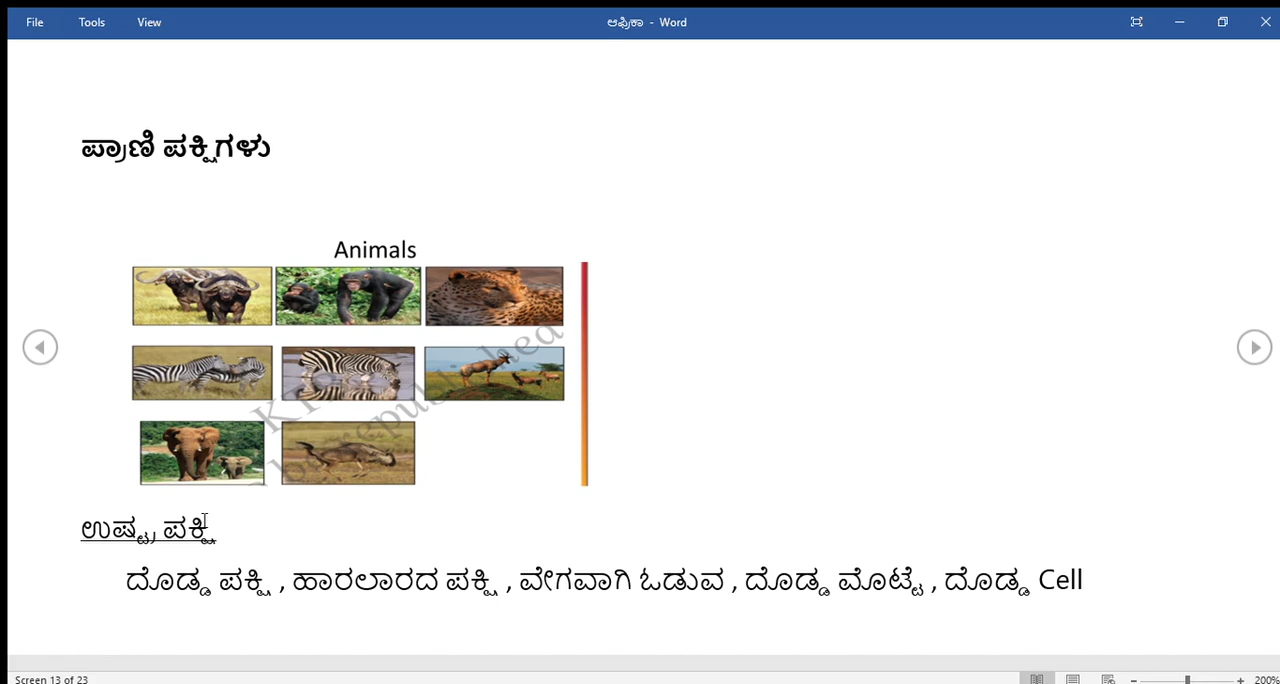 File Tools View ಆಫ್ರಿಕಾ - Word
ಪ್ರಾಣಿ ಪಕ್ಷಿಗಳು
Animals
ಉಷ್ಟ್ರ ಪಕ್ಷಿ
ದೊಡ್ಡ ಪಕ್ಷಿ , ಹಾರಲಾರದ ಪಕ್ಷಿ , ವೇಗವಾಗಿ ಓಡುವ , ದೊಡ್ಡ ಮೊಟ್ಟೆ , ದೊಡ್ಡ Cell
Screen 13 of 23 200%